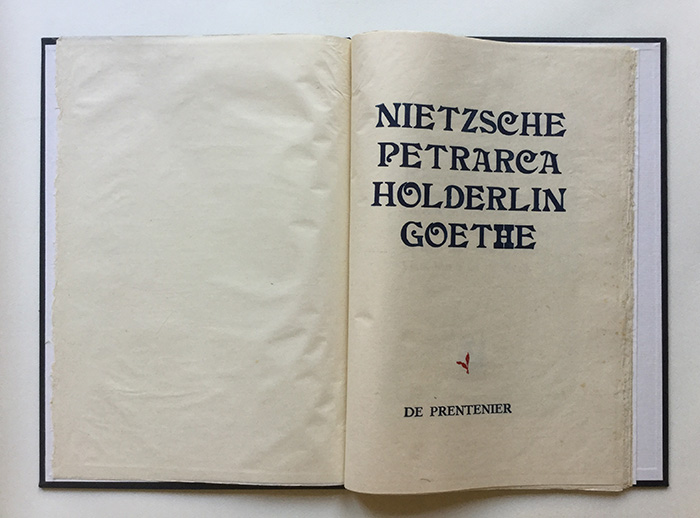 NIETZSCHE
PETRARCA
HOLDERLIN
GOETHE
DE PRENTENIER